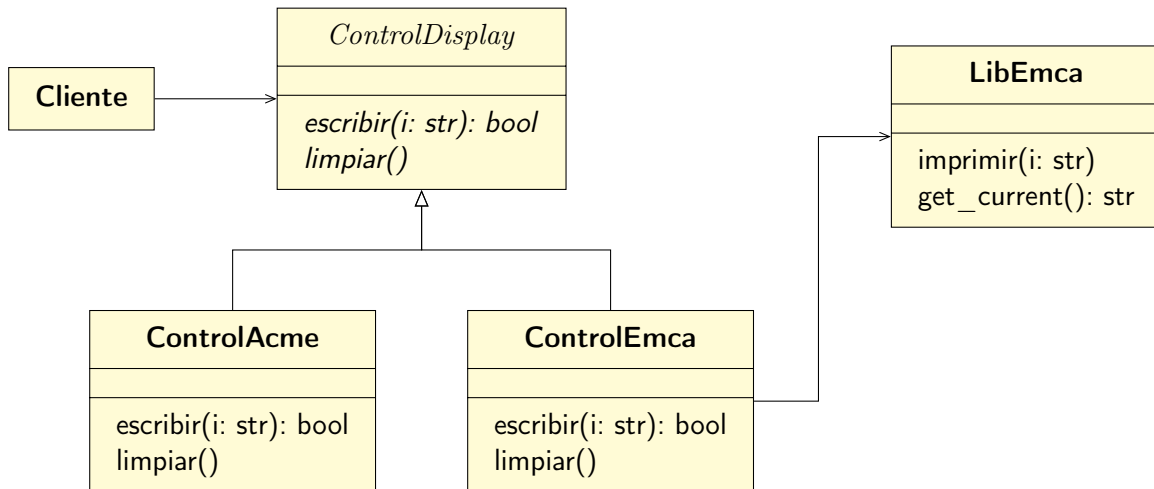 ControlDisplay
escribir(i: str): bool
limpiar()
Cliente
LibEmca
imprimir(i: str)
get_current(): str
ControlAcme
escribir(i: str): bool
limpiar()
ControlEmca
escribir(i: str): bool
limpiar()